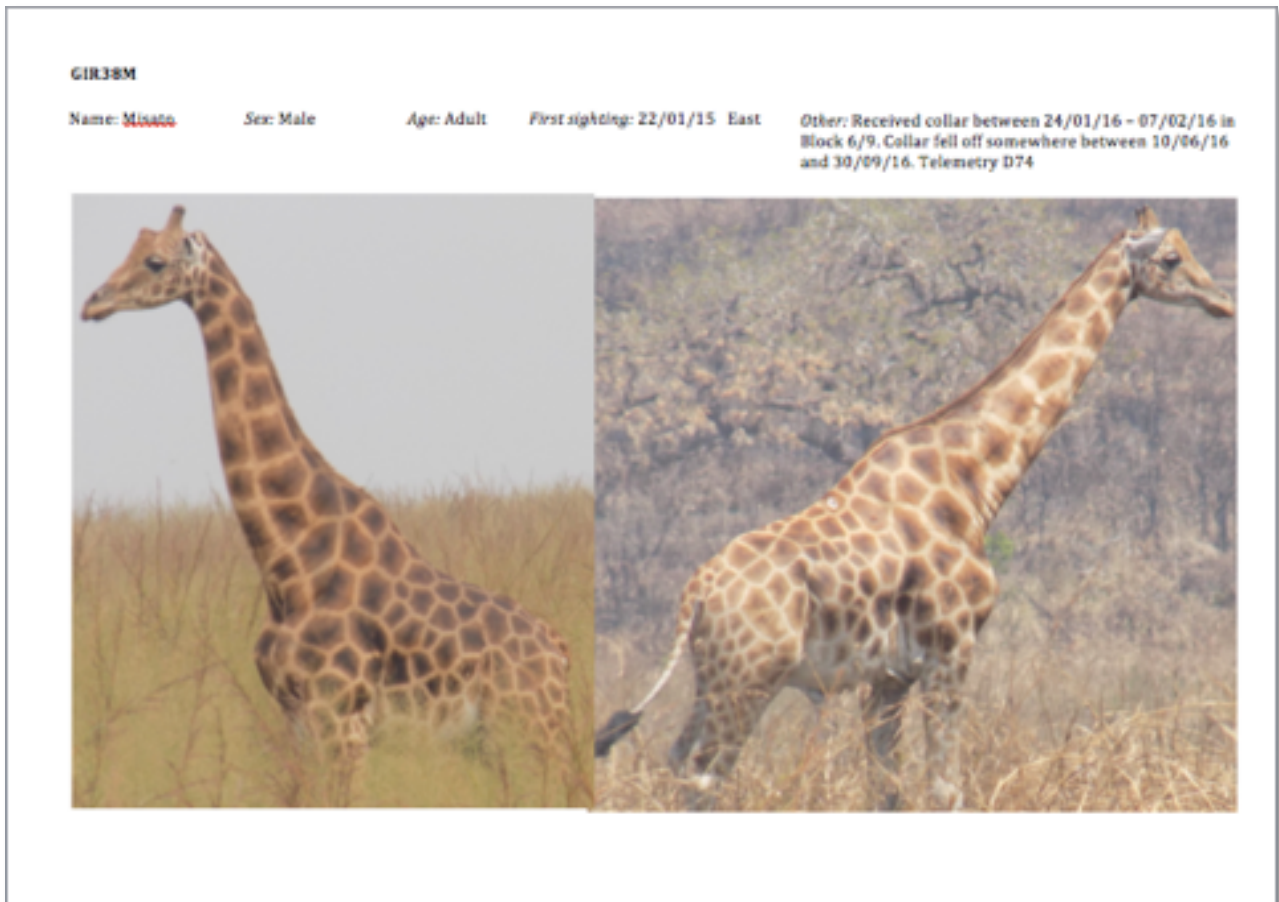 GIR38M
Name: Misato Sex: Male Age: Adult First sighting: 22/01/15 East Other: Received collar between 24/01/16 – 07/02/16 in
Block 6/9. Collar fell off somewhere between 10/06/16
and 30/09/16. Telemetry D74